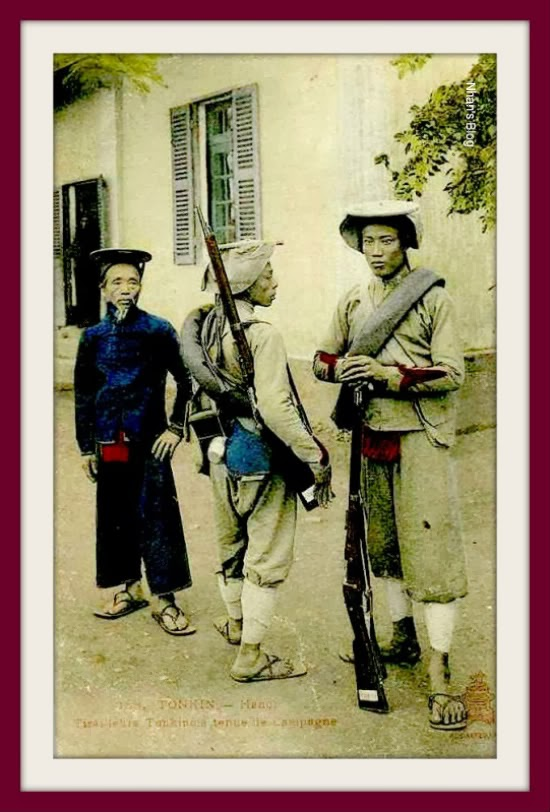 Nhan's Blog
TONKIN. — Hanoi
Tirailleurs Tonkinois tenue de Campagne